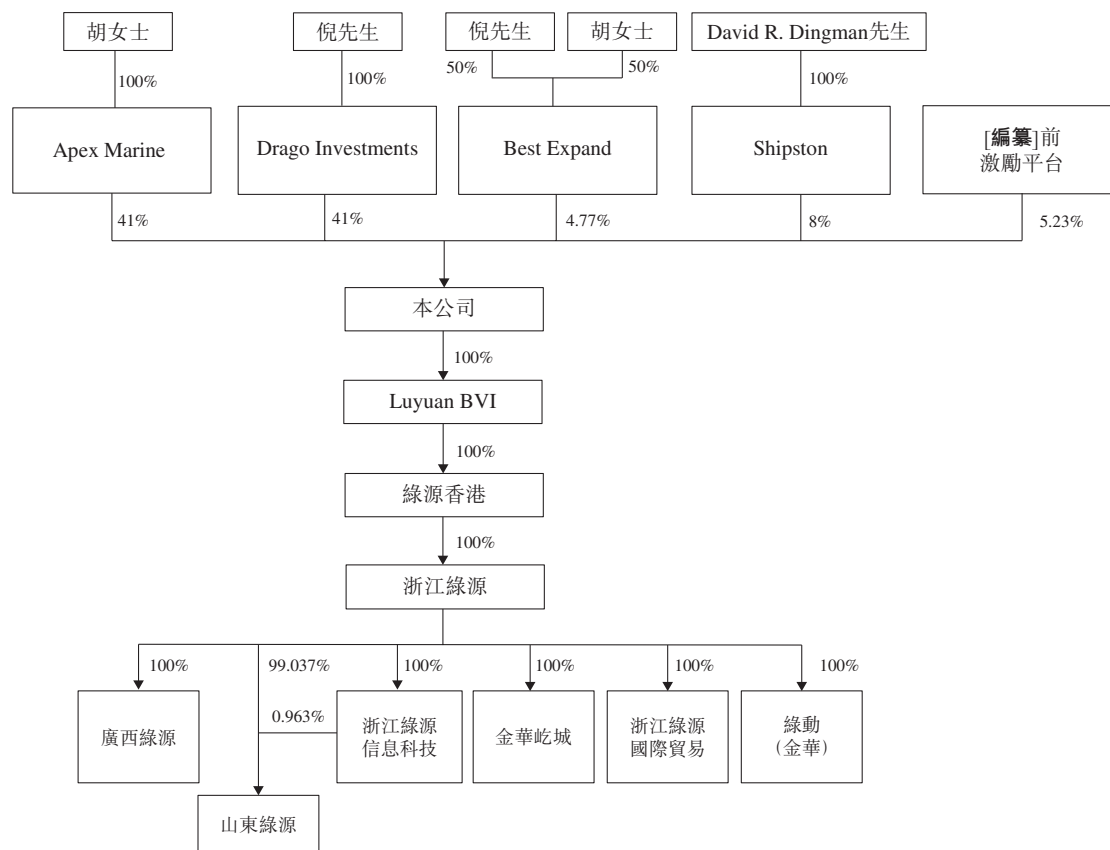 胡女士
倪先生
倪先生
胡女士
David R. Dingman先生
100%
100%
50%
50%
100%
Apex Marine
Drago Investments
Best Expand
Shipston
[編纂]前
激勵平台
41%
41%
4.77%
8%
5.23%
本公司
100%
Luyuan BVI
100%
綠源香港
100%
浙江綠源
100%
99.037%
100%
100%
100%
100%
0.963%
廣西綠源
浙江綠源
信息科技
金華屹城
浙江綠源
國際貿易
綠動
(金華)
山東綠源